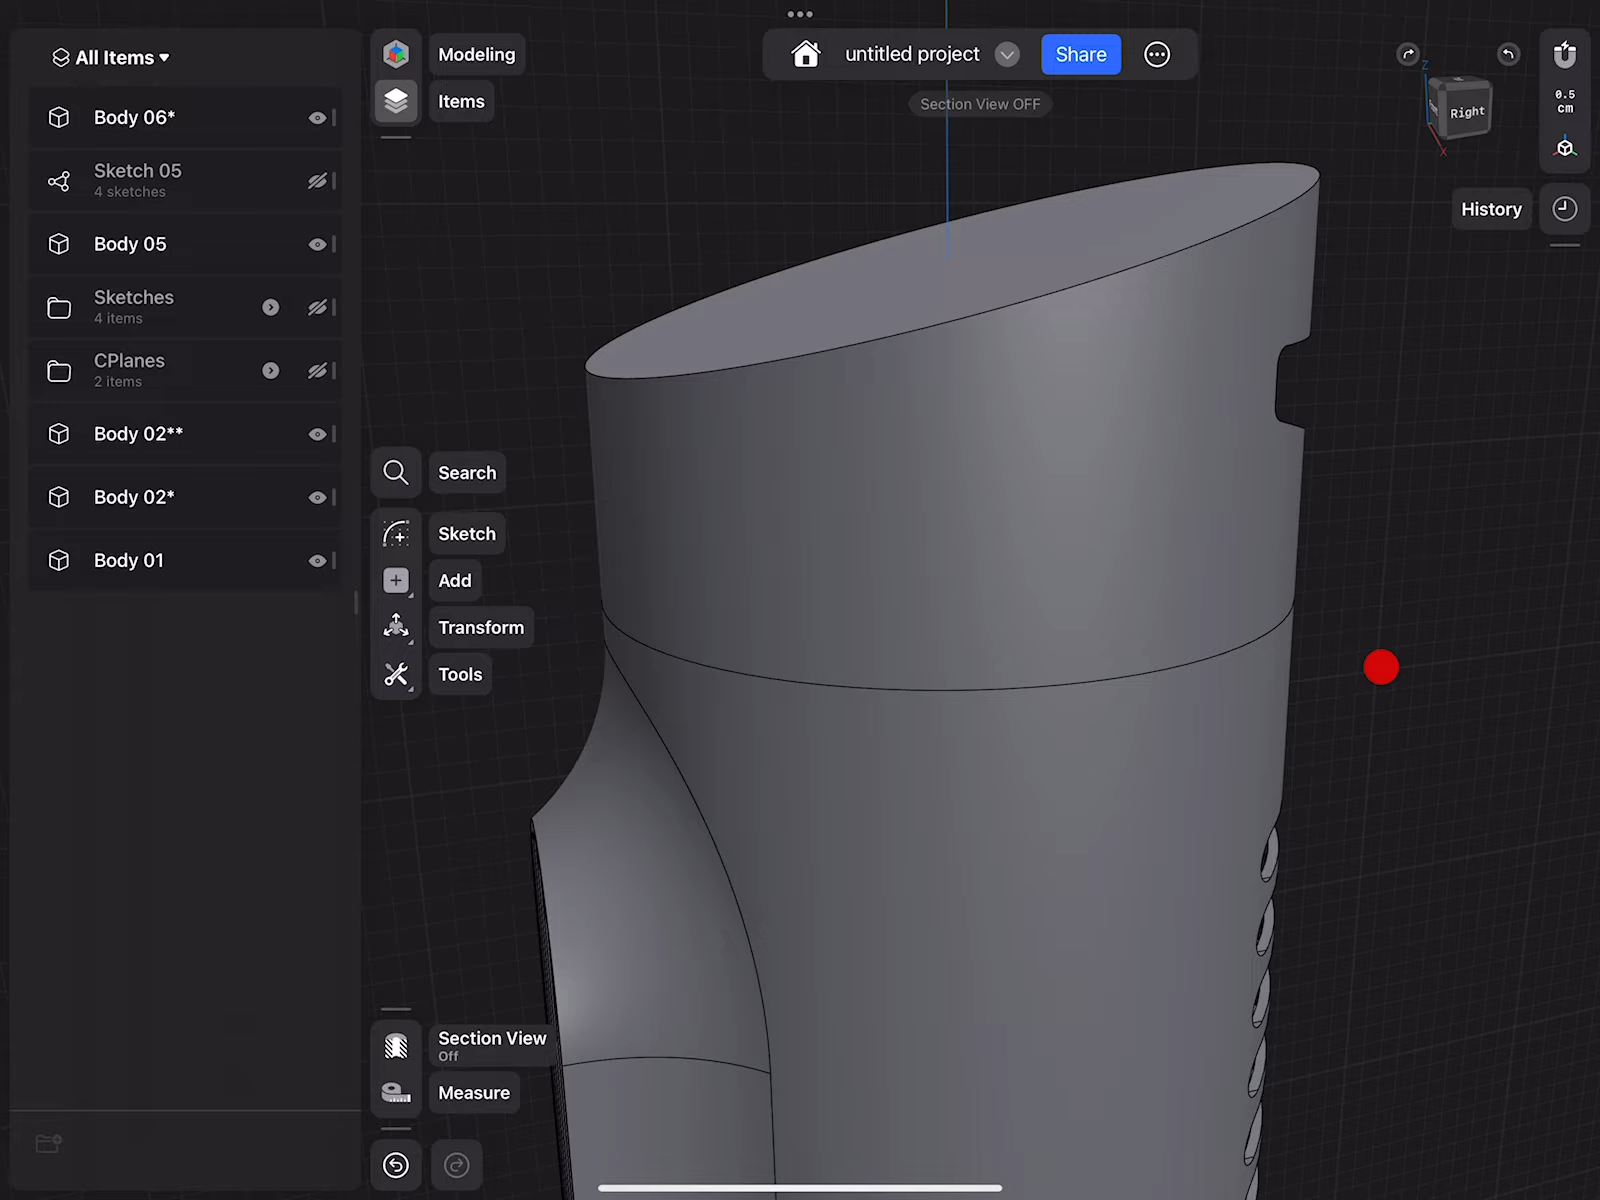 All Items
Body 06*
Sketch 05
4 sketches
Body 05
Sketches
4 items
CPlanes
2 items
Body 02**
Body 02*
Body 01
Modeling
Items
untitled project
Share
Section View OFF
Z
Right
X
0.5
cm
History
Search
Sketch
Add
Transform
Tools
Section View
Off
Measure